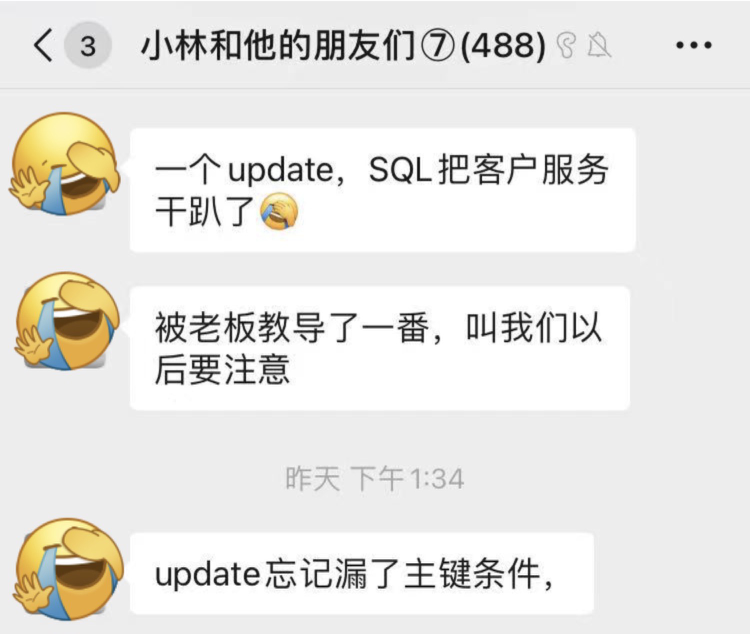 3 小林和他的朋友们⑦(488)
一个update，SQL把客户服务
干趴了
被老板教导了一番，叫我们以
后要注意
昨天 下午1:34
update忘记漏了主键条件，